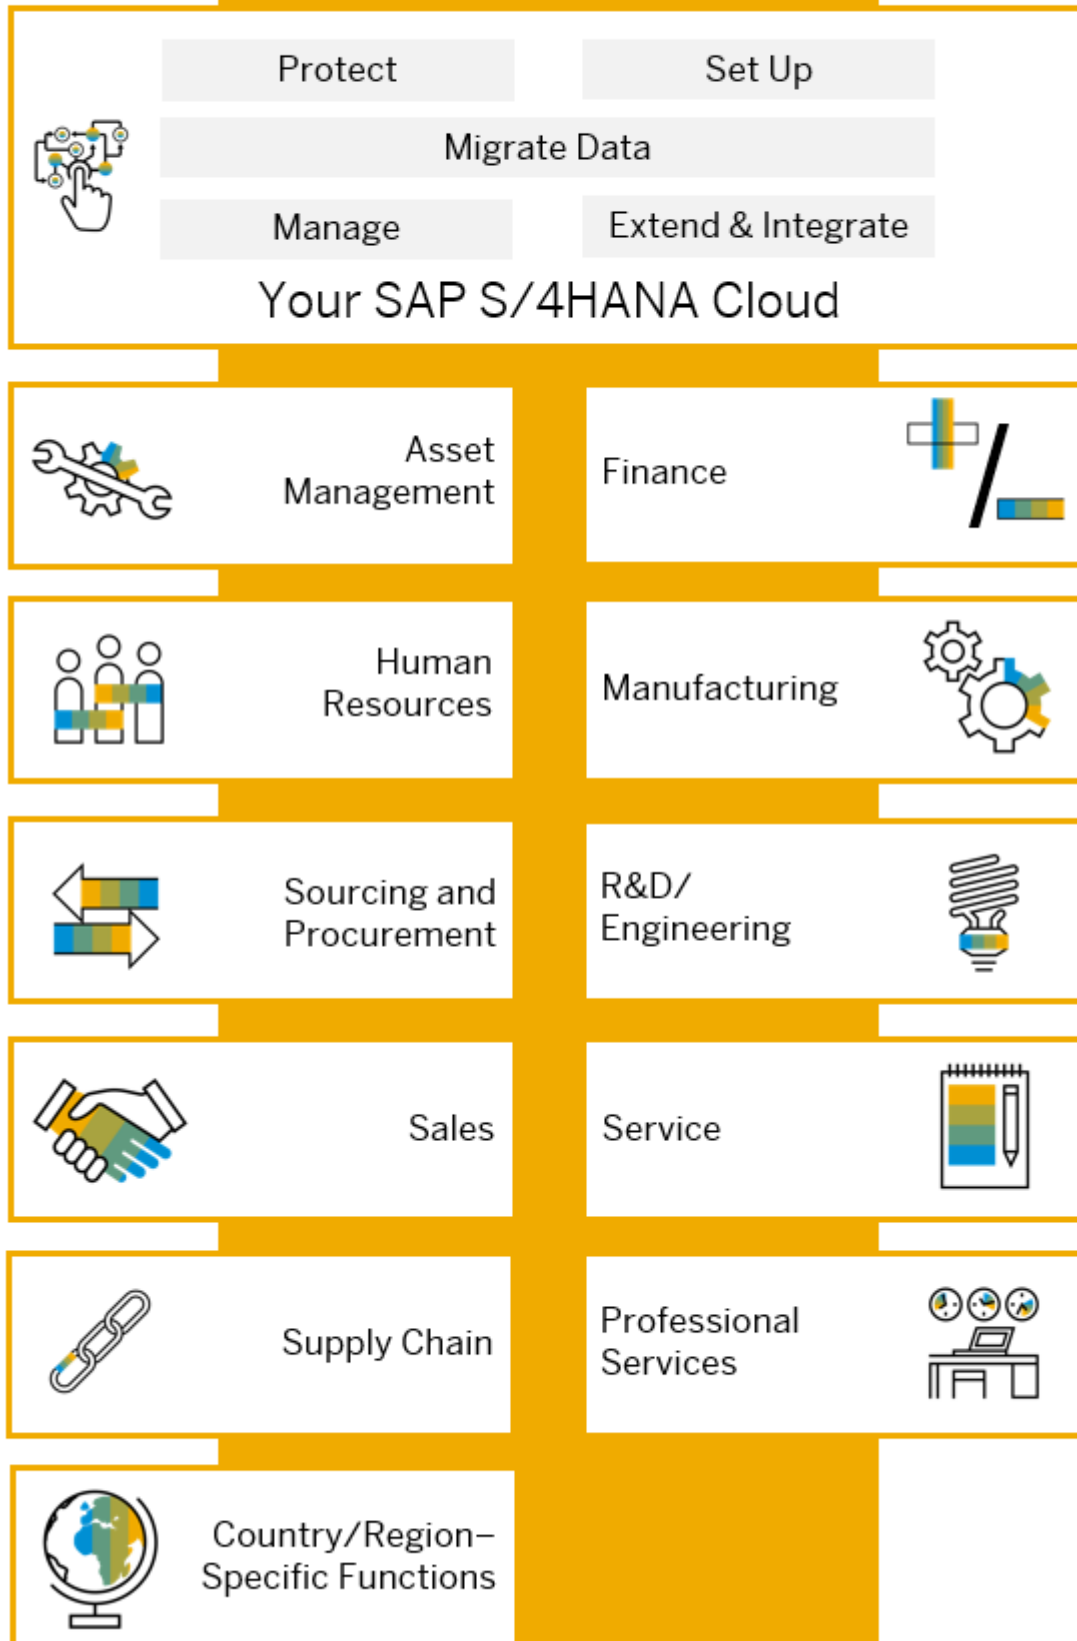 Protect
Set Up
Migrate Data
Manage
Extend & Integrate
Your SAP S/4HANA Cloud
Asset
Management
Finance
Human
Resources
Manufacturing
Sourcing and
Procurement
R&D/
Engineering
Sales
Service
Supply Chain
Professional
Services
Country/Region–
Specific Functions